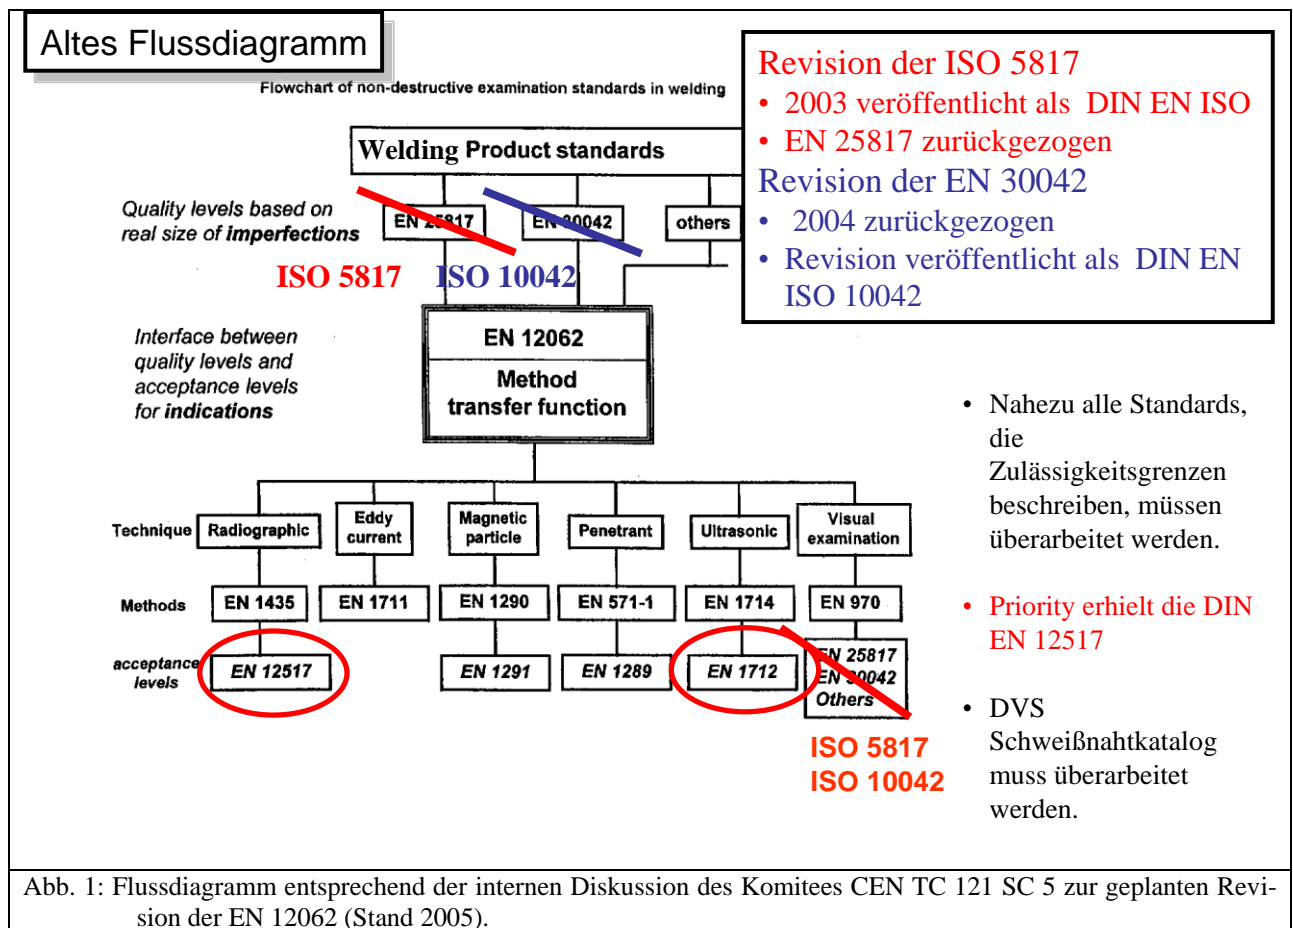 Altes Flussdiagramm
Flowchart of non-destructive examination standards in welding
Welding Product standards
Quality levels based on
real size of imperfections
EN 25817
EN 30042
others
ISO 5817
ISO 10042
Revision der ISO 5817
• 2003 veröffentlicht als DIN EN ISO
• EN 25817 zurückgezogen
Revision der EN 30042
• 2004 zurückgezogen
• Revision veröffentlicht als DIN EN
ISO 10042
Interface between
quality levels and
acceptance levels
for indications
EN 12062
Method
transfer function
Technique
Radiographic
Eddy
current
Magnetic
particle
Penetrant
Ultrasonic
Visual
examination
Methods
EN 1435
EN 1711
EN 1290
EN 571-1
EN 1714
EN 970
acceptance
levels
EN 12517
EN 1291
EN 1289
EN 1712
EN 25817
EN 30042
Others
ISO 5817
ISO 10042
• Nahezu alle Standards,
die
Zulässigkeitsgrenzen
beschreiben, müssen
überarbeitet werden.
• Priority erhielt die DIN
EN 12517
• DVS
Schweißnahtkatalog
muss überarbeitet
werden.
Abb. 1: Flussdiagramm entsprechend der internen Diskussion des Komitees CEN TC 121 SC 5 zur geplanten Revi-
sion der EN 12062 (Stand 2005).